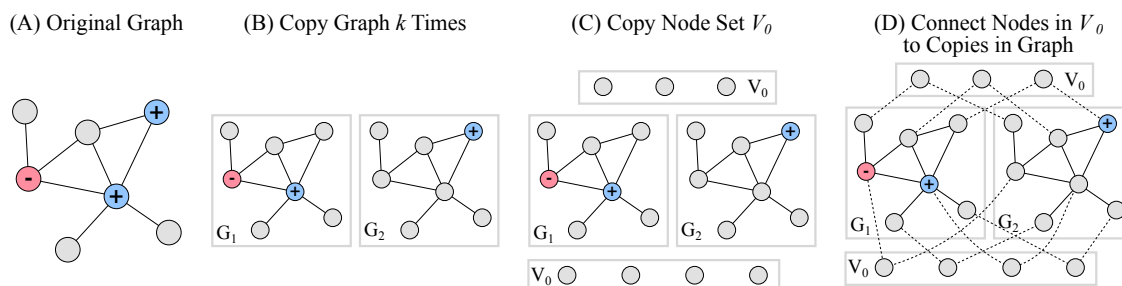 (A) Original Graph
(B) Copy Graph k Times
(C) Copy Node Set V₀
(D) Connect Nodes in V₀
to Copies in Graph
+
-
+
-
+
+
G₁
G₂
V₀
-
+
+
G₁
G₂
V₀
V₀
+
-
+
G₁
G₂
V₀